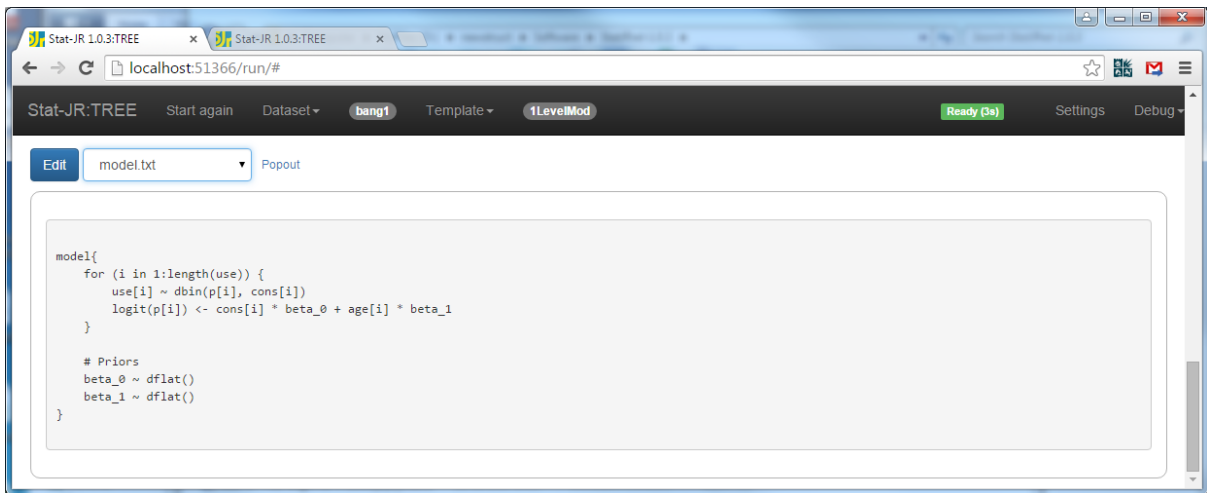 Stat-JR 1.0.3:TREE Stat-JR 1.0.3:TREE
localhost:51366/run/#
Stat-JR:TREE Start again Dataset bang1 Template 1LevelMod Ready (3s) Settings Debug
Edit model.txt Popout
model{
for (i in 1:length(use)) {
use[i] ~ dbin(p[i], cons[i])
logit(p[i]) <- cons[i] * beta_0 + age[i] * beta_1
}
# Priors
beta_0 ~ dflat()
beta_1 ~ dflat()
}